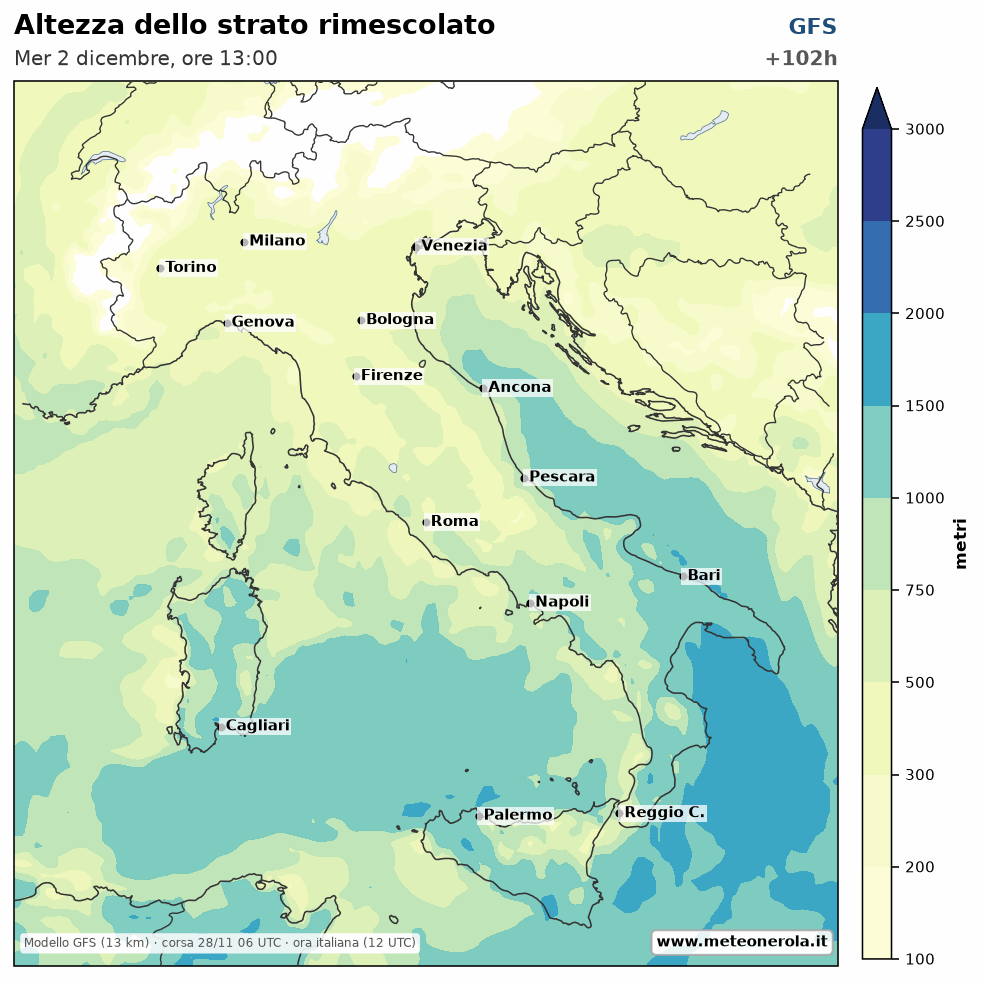 Altezza dello strato rimescolato
GFS
Mer 2 dicembre, ore 13:00
+102h
Milano
Venezia
Torino
Genova
Bologna
Firenze
Ancona
Pescara
Roma
Bari
Napoli
Cagliari
Palermo
Reggio C.
3000
2500
2000
1500
1000
750
500
300
200
100
metri
Modello GFS (13 km) · corsa 28/11 06 UTC · ora italiana (12 UTC)
www.meteonerola.it